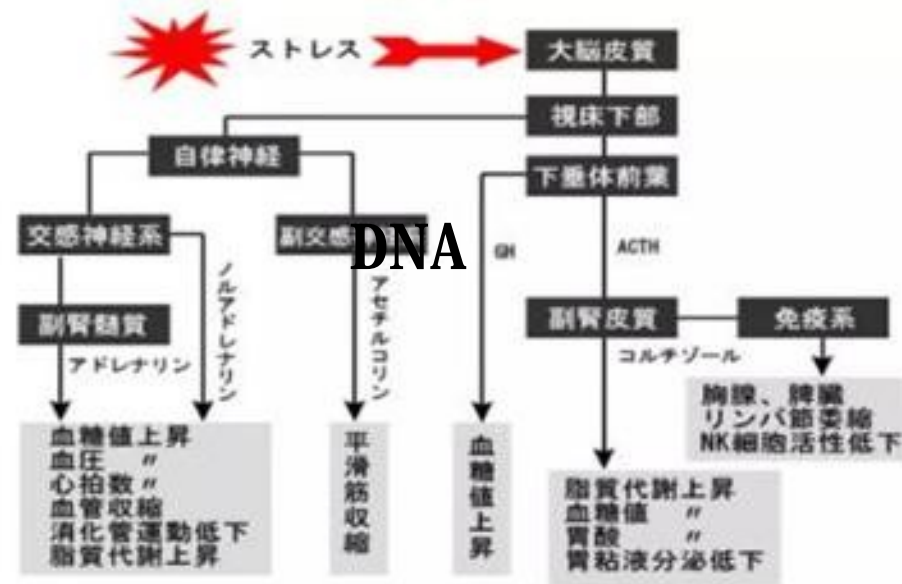 ストレス
大脳皮質
視床下部
自律神経
下垂体前業
交感神経系
副交感
DNA
GH
ACTH
ノルアドレナリン
アセチルコリン
副腎髄質
副腎皮質
免疫系
アドレナリン
コルチゾール
胸腺、脾臓
リンパ節委縮
NK細胞活性低下
血糖値上昇
血圧 〃
心拍数〃
血管収縮
消化管運動低下
脂質代謝上昇
平滑筋収縮
血糖値上昇
脂質代謝上昇
血糖値 〃
胃酸 〃
胃粘液分泌低下